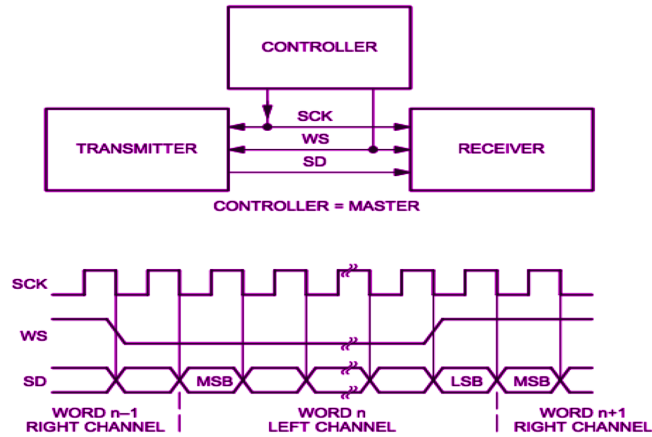 CONTROLLER
TRANSMITTER
SCK
WS
SD
RECEIVER
CONTROLLER = MASTER
SCK
WS
SD
MSB
LSB
MSB
WORD n–1
RIGHT CHANNEL
WORD n
LEFT CHANNEL
WORD n+1
RIGHT CHANNEL